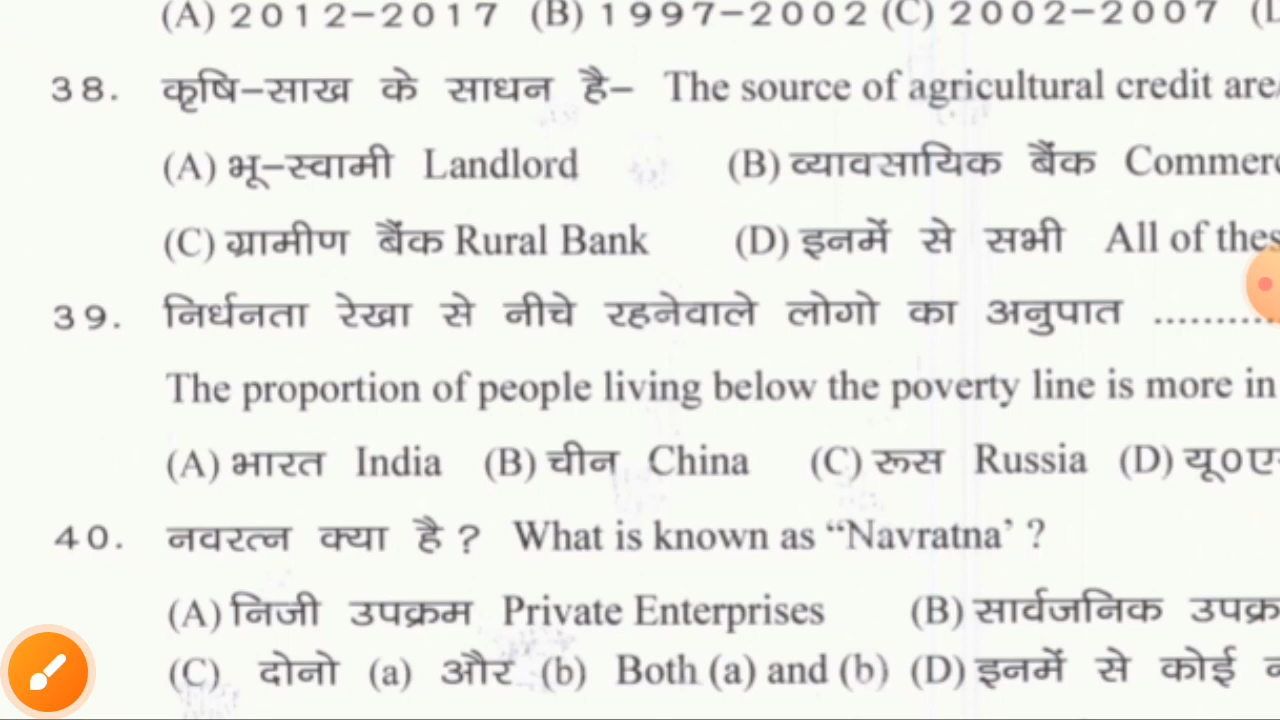 (A) 2012–2017 (B) 1997–2002 (C) 2002–2007
38. कृषि–साख के साधन है– The source of agricultural credit are
(A) भू–स्वामी Landlord (B) व्यावसायिक बैंक
(C) ग्रामीण बैंक Rural Bank (D) इनमें से सभी All of
39. निर्धनता रेखा से नीचे रहनेवाले लोगो का अनुपात ...........
The proportion of people living below the poverty line is more in
(A) भारत India (B) चीन China (C) रूस Russia (D)
40. नवरत्न क्या है ? What is known as “Navratna’ ?
(A) निजी उपक्रम Private Enterprises (B) सार्वजनिक
(C) दोनो (a) और (b) Both (a) and (b) (D) इनमें से कोई